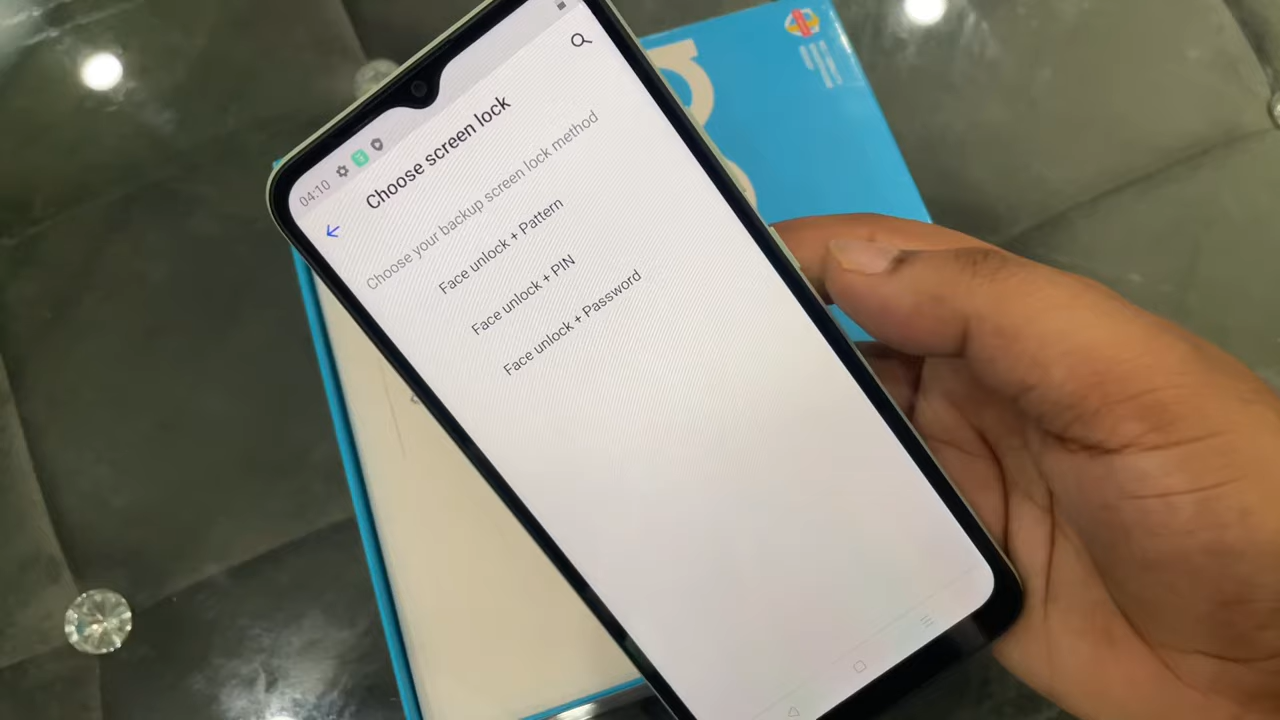 04:10
Choose screen lock
Choose your backup screen lock method
Face unlock + Pattern
Face unlock + PIN
Face unlock + Password